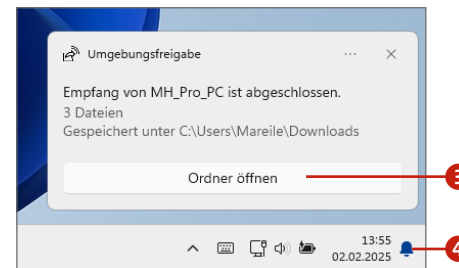 Umgebungsfreigabe
Empfang von MH_Pro_PC ist abgeschlossen.
3 Dateien
Gespeichert unter C:\Users\Mareile\Downloads
Ordner öffnen
13:55
02.02.2025
4